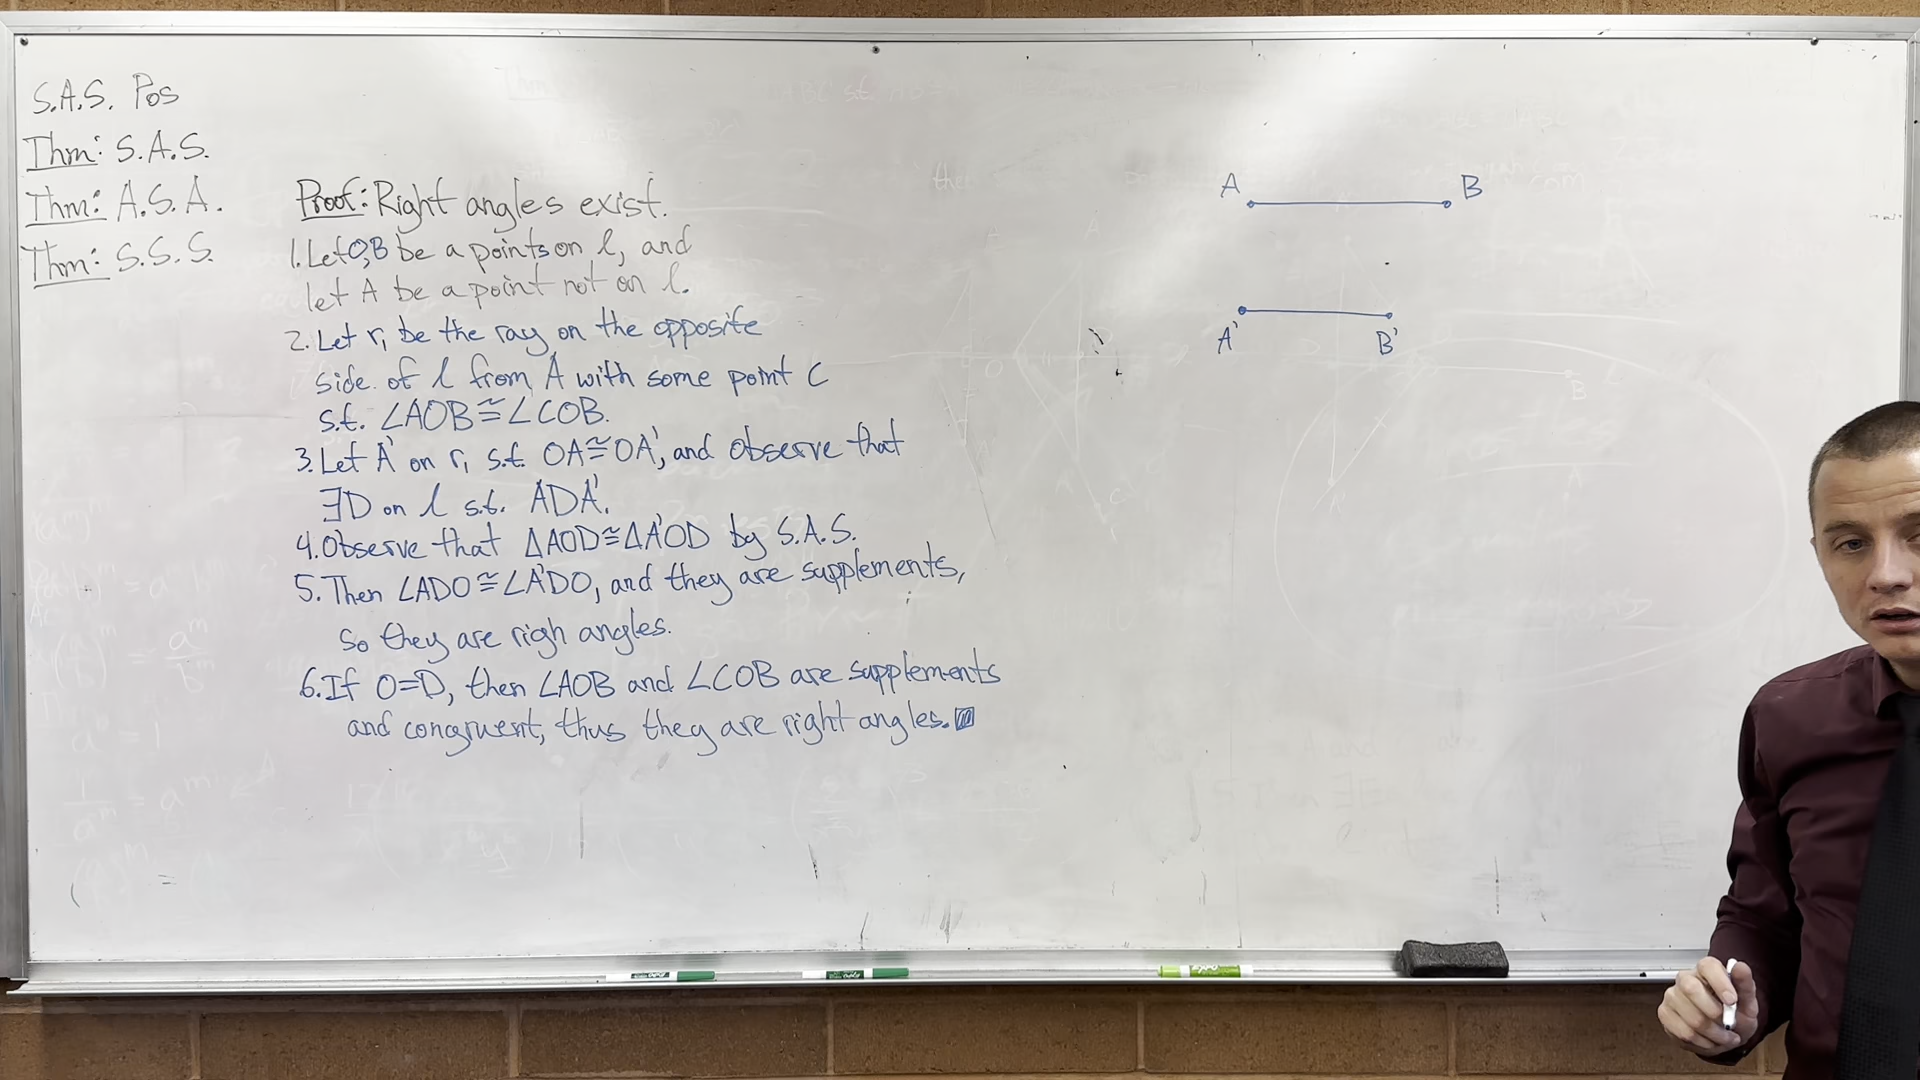 S.A.S. Pos
Thm: S.A.S.
Thm: A.S.A.
Thm: S.S.S.
Proof: Right angles exist.
1. Let O,B be a points on l, and
let A be a point not on l.
2. Let r₁ be the ray on the opposite
side of l from A with some point C
s.t. ∠AOB≅∠COB.
3. Let A' on r₁ s.t. OA≅OA', and observe that
∃D on l s.t. ADA'.
4. Observe that ΔAOD≅ΔA'OD by S.A.S.
5. Then ∠ADO≅∠A'DO, and they are supplements,
so they are righ angles.
6. If O=D, then ∠AOB and ∠COB are supplements
and congruent, thus they are right angles.
A B
A' B'